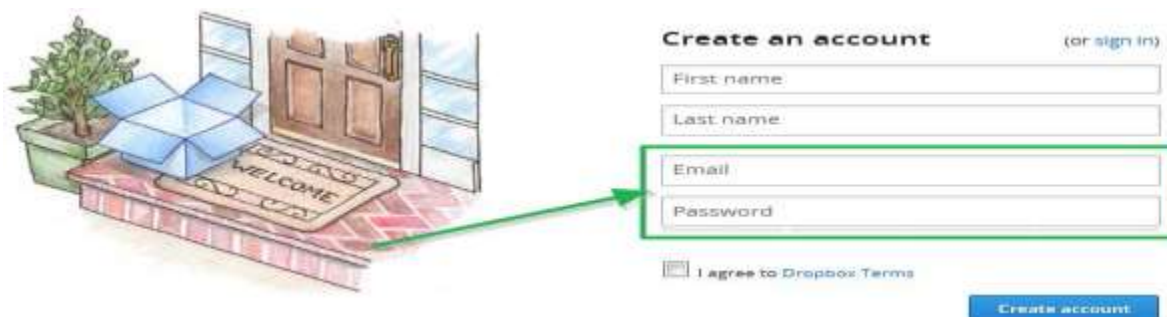 WELCOME
Create an account (or sign in)
First name
Last name
Email
Password
I agree to Dropbox Terms
Create account